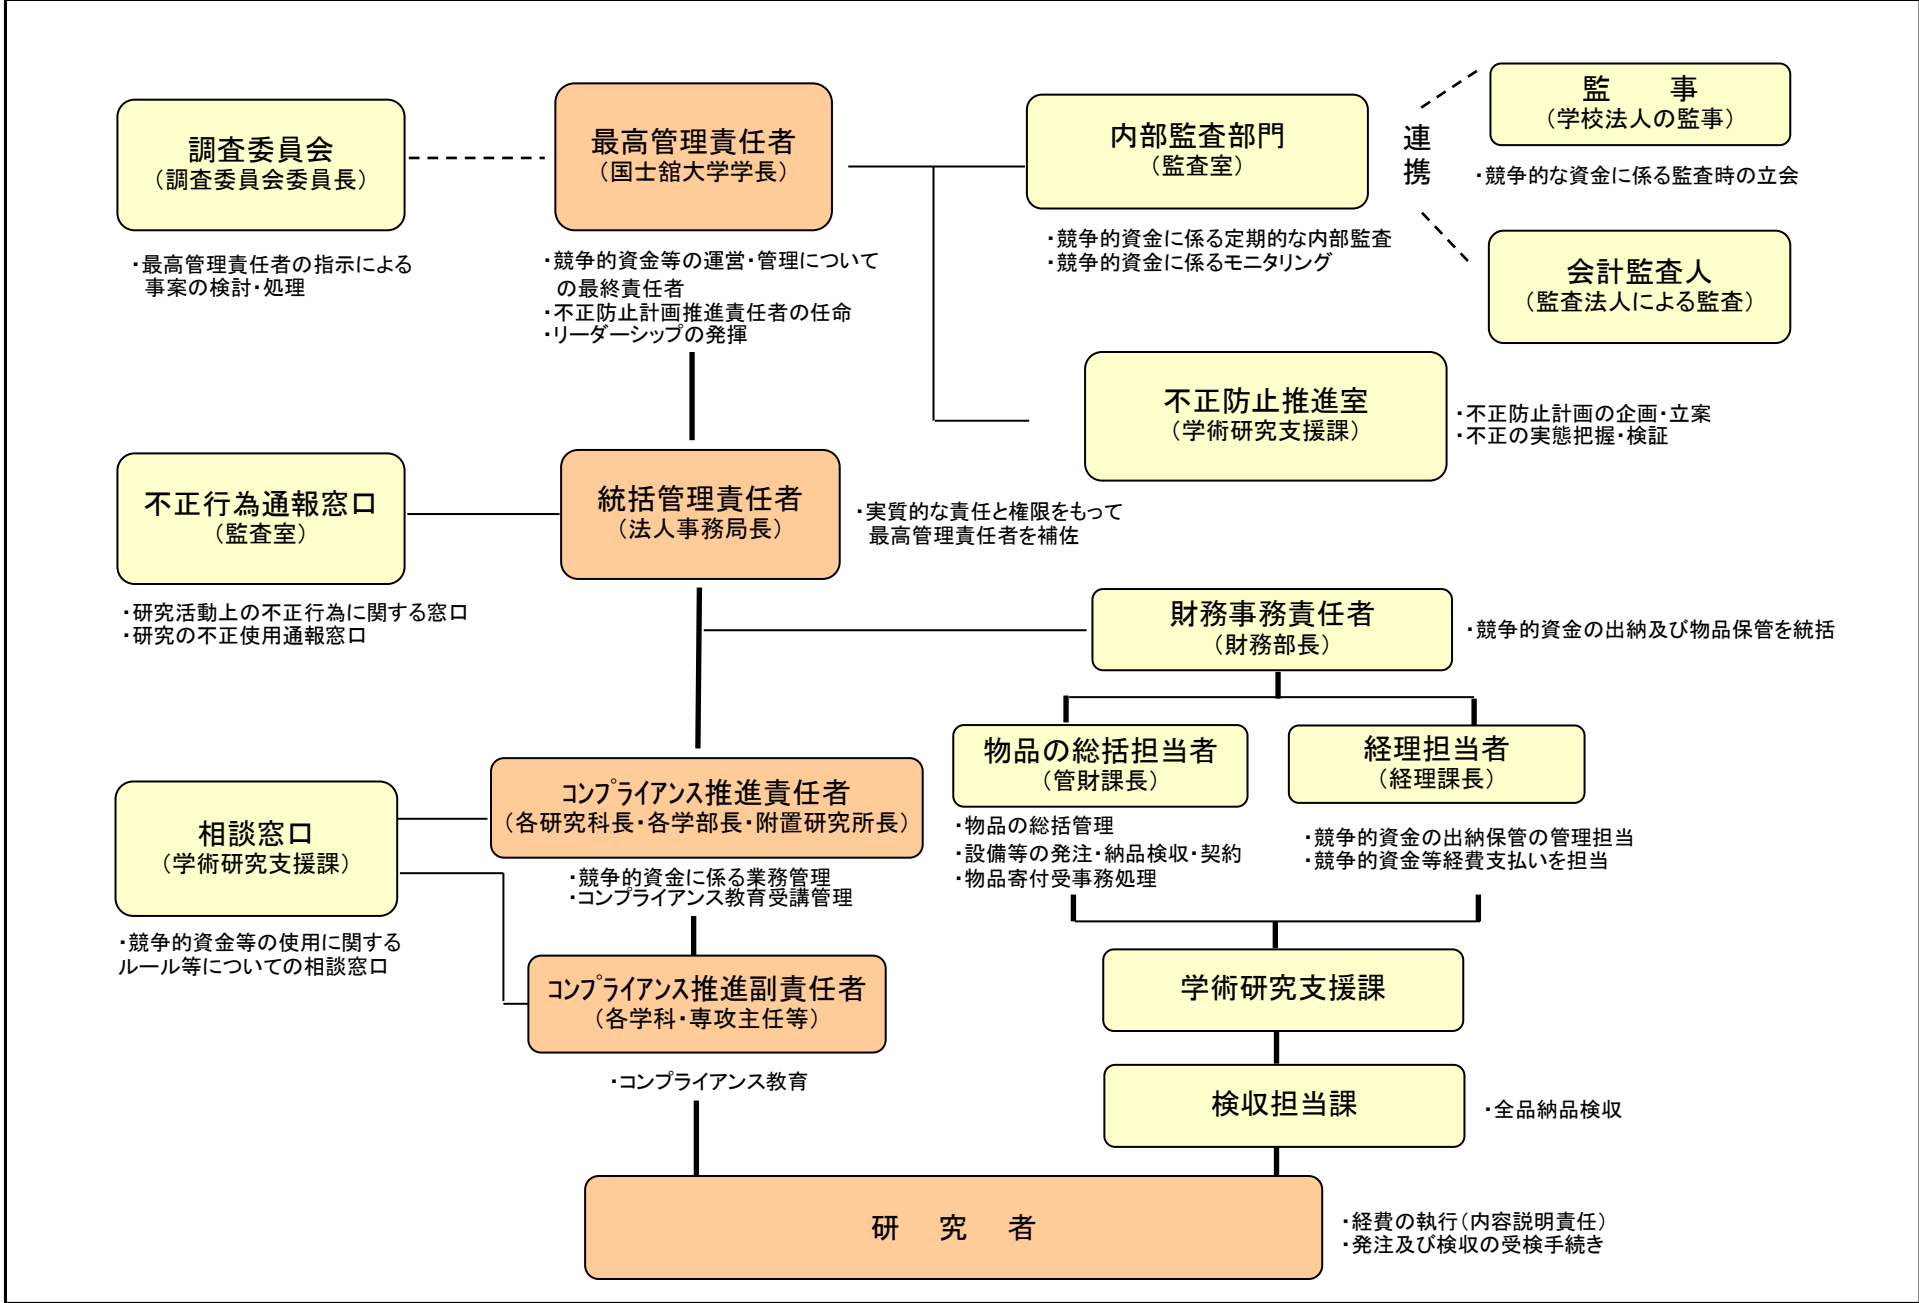 調査委員会
（調査委員会委員長）
・最高管理責任者の指示による
事案の検討・処理
最高管理責任者
（国士舘大学学長）
・競争的資金等の運営・管理について
の最終責任者
・不正防止計画推進責任者の任命
・リーダーシップの発揮
内部監査部門
（監査室）
・競争的資金に係る定期的な内部監査
・競争的資金に係るモニタリング
連携
監　事
（学校法人の監事）
・競争的な資金に係る監査時の立会
会計監査人
（監査法人による監査）
不正防止推進室
（学術研究支援課）
・不正防止計画の企画・立案
・不正の実態把握・検証
不正行為通報窓口
（監査室）
・研究活動上の不正行為に関する窓口
・研究の不正使用通報窓口
統括管理責任者
（法人事務局長）
・実質的な責任と権限をもって
最高管理責任者を補佐
財務事務責任者
（財務部長）
・競争的資金の出納及び物品保管を統括
物品の総括担当者
（管財課長）
・物品の総括管理
・設備等の発注・納品検収・契約
・物品寄付受事務処理
経理担当者
（経理課長）
・競争的資金の出納保管の管理担当
・競争的資金等経費支払いを担当
相談窓口
（学術研究支援課）
・競争的資金等の使用に関する
ルール等についての相談窓口
ｺﾝﾌﾟﾗｲｱﾝｽ推進責任者
（各研究科長・各学部長・附置研究所長）
・競争的資金に係る業務管理
・コンプライアンス教育受講管理
ｺﾝﾌﾟﾗｲｱﾝｽ推進副責任者
（各学科・専攻主任等）
・コンプライアンス教育
学術研究支援課
検収担当課
・全品納品検収
研　究　者
・経費の執行（内容説明責任）
・発注及び検収の受検手続き